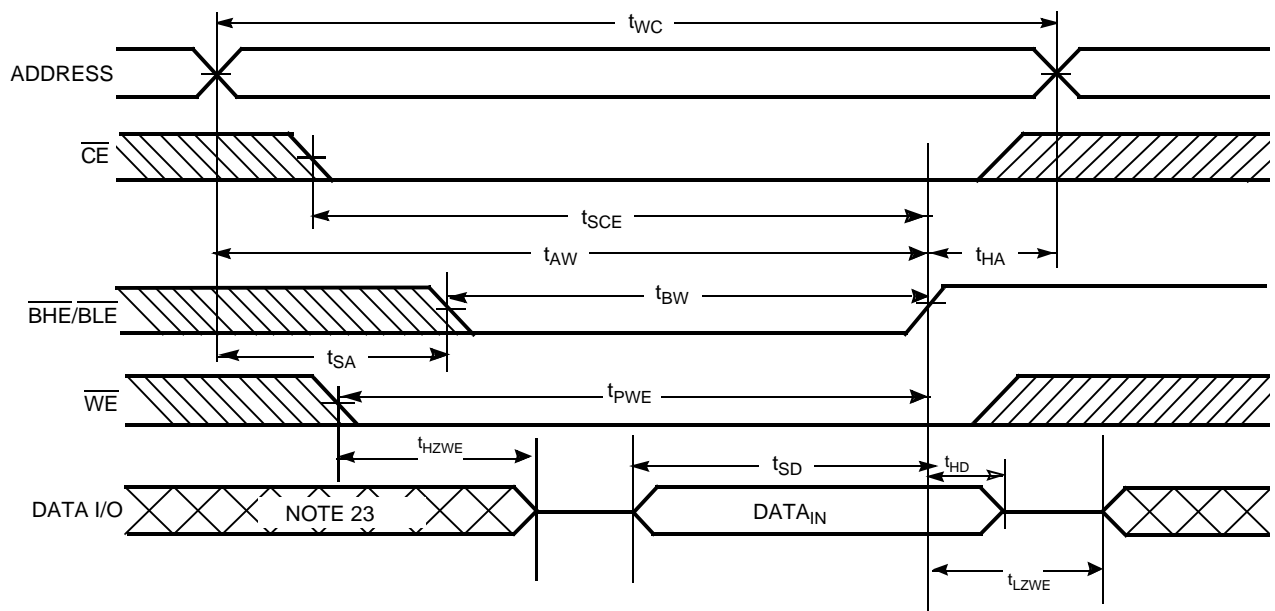 tWC
ADDRESS
CE
tSCE
tAW
tHA
tBW
BHE/BLE
tSA
tPWE
WE
tHZWE
tSD
tHD
DATA I/O
NOTE 23
DATAIN
tLZWE